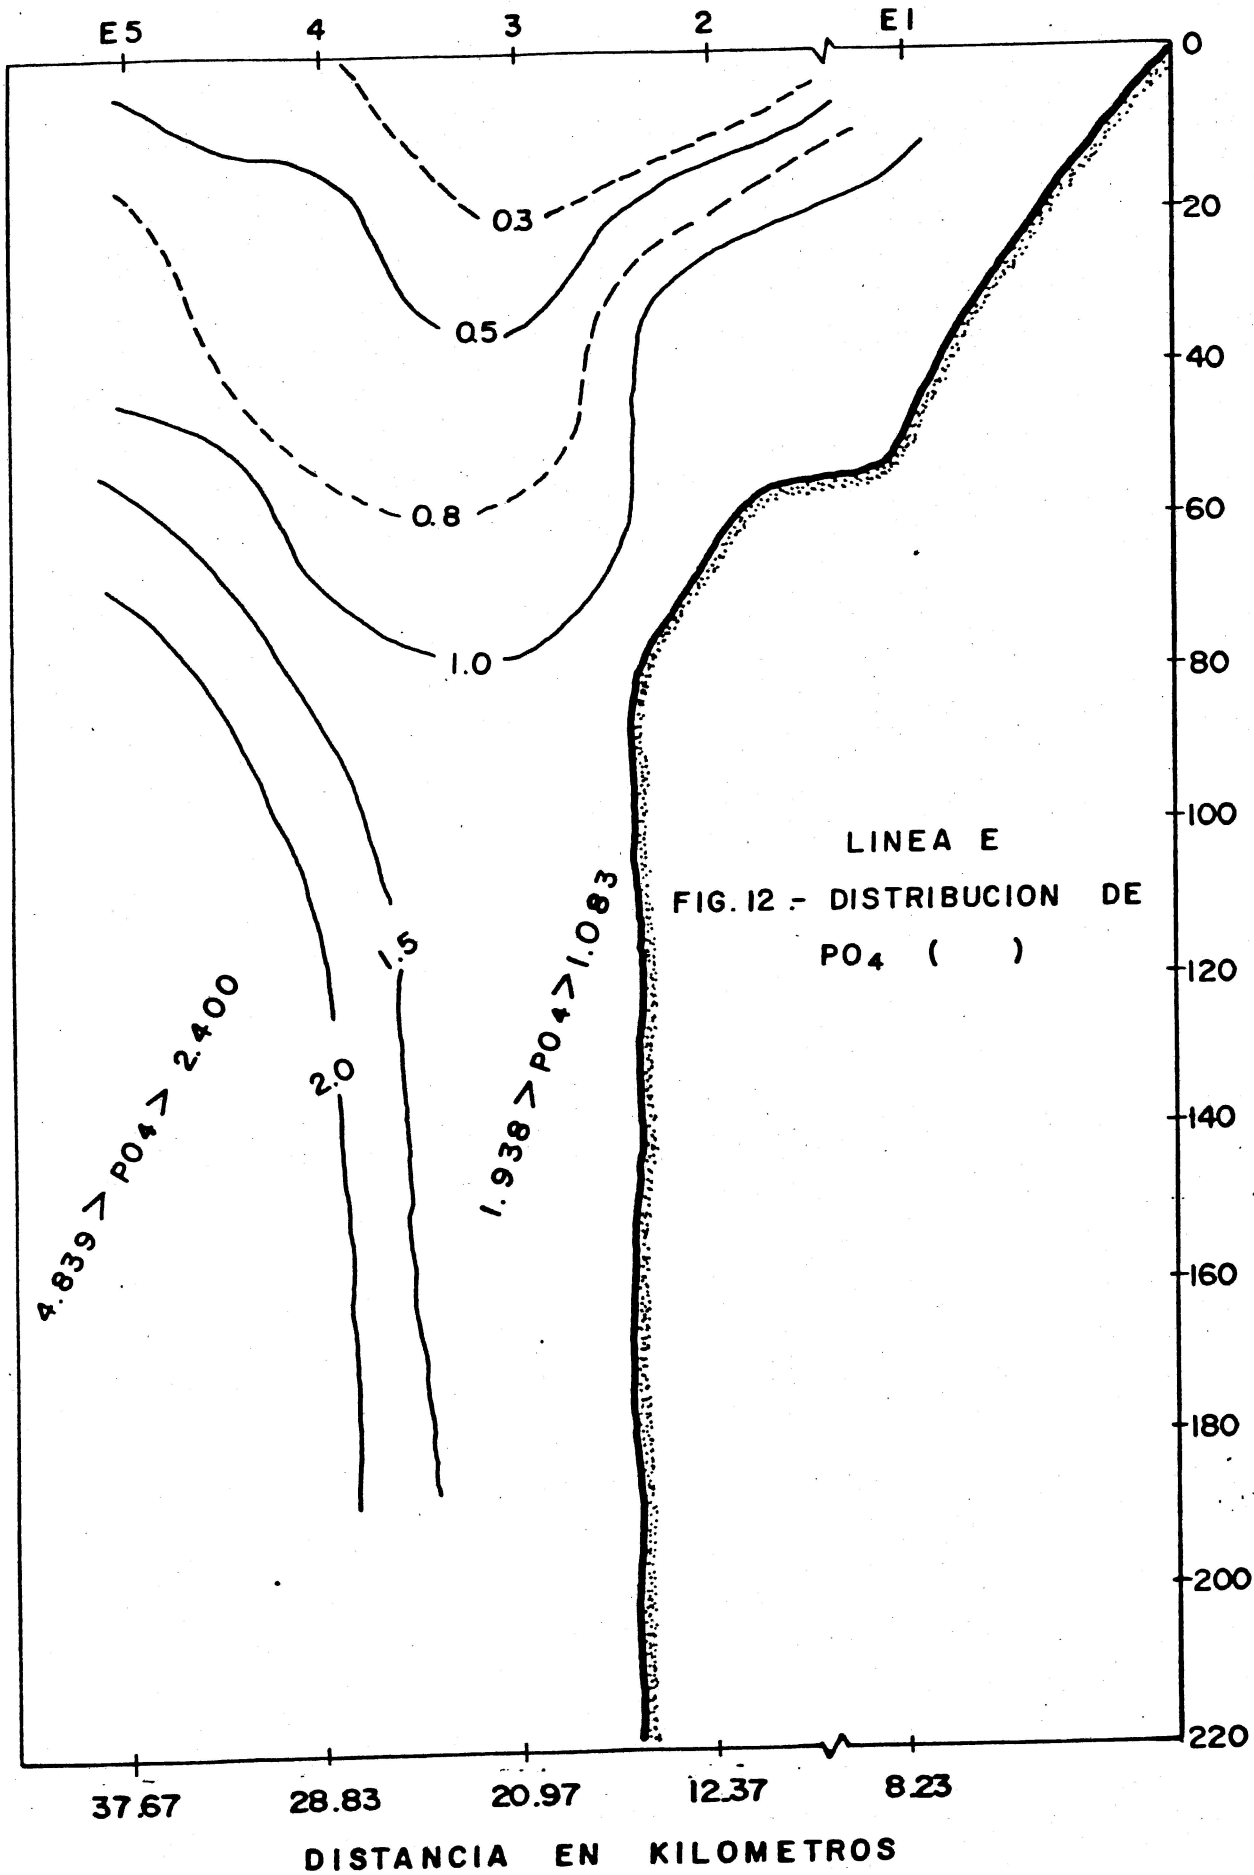 E5 4 3 2 E1
0
20
40
60
80
100
120
140
160
180
200
220
0.3
0.5
0.8
1.0
1.5
2.0
4.839 > PO4 > 2.400
1.938 > PO4 > 1.083
LINEA E
FIG. 12.- DISTRIBUCION DE
PO4 ( )
37.67 28.83 20.97 12.37 8.23
DISTANCIA EN KILOMETROS